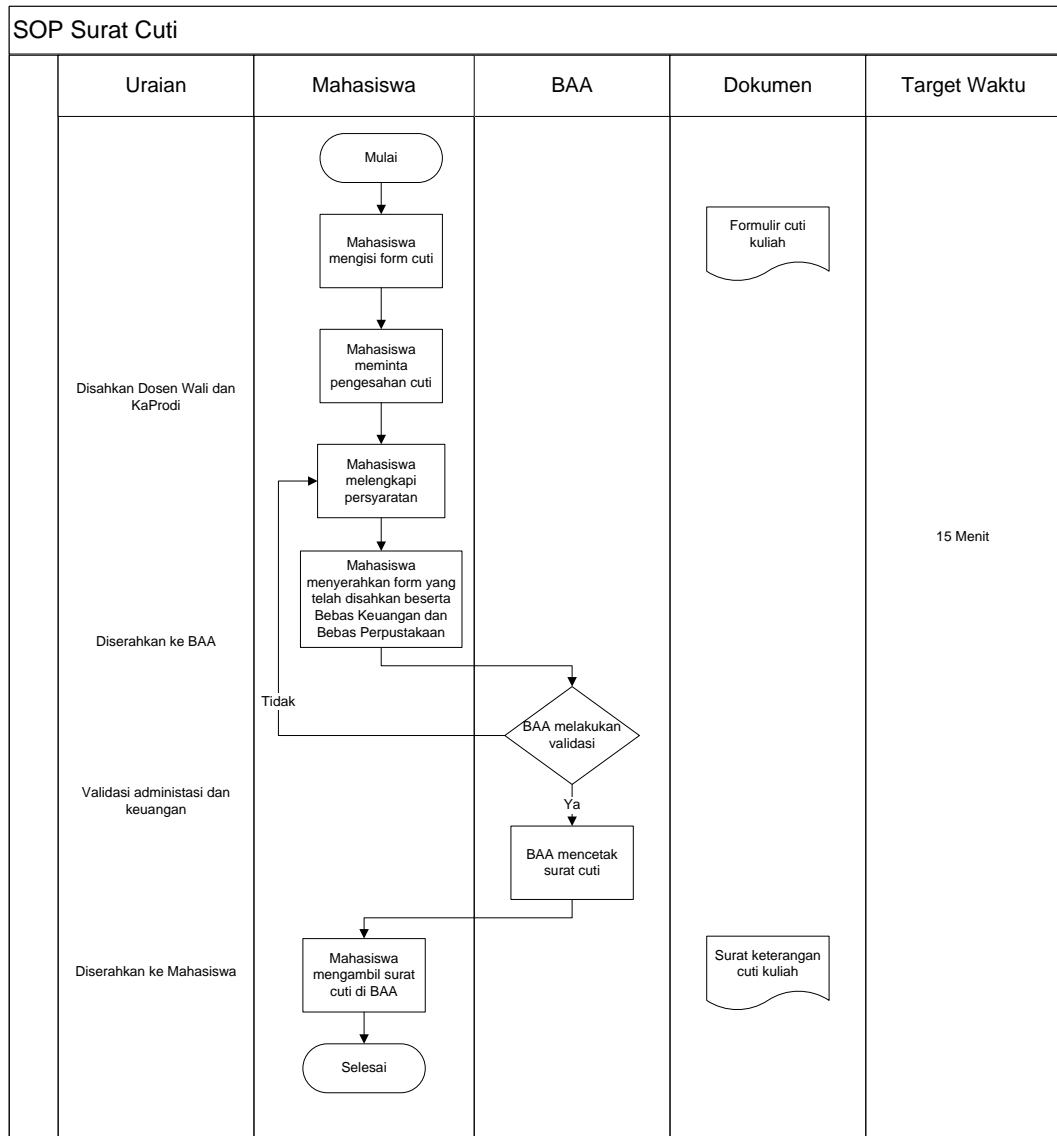 SOP Surat Cuti
Uraian
Mahasiswa
BAA
Dokumen
Target Waktu
Mulai
Mahasiswa
mengisi form cuti
Formulir cuti
kuliah
Mahasiswa
meminta
pengesahan cuti
Disahkan Dosen Wali dan
KaProdi
Mahasiswa
melengkapi
persyaratan
15 Menit
Mahasiswa
menyerahkan form yang
telah disahkan beserta
Bebas Keuangan dan
Bebas Perpustakaan
Diserahkan ke BAA
Tidak
BAA melakukan
validasi
Validasi administasi dan
keuangan
Ya
BAA mencetak
surat cuti
Diserahkan ke Mahasiswa
Mahasiswa
mengambil surat
cuti di BAA
Surat keterangan
cuti kuliah
Selesai